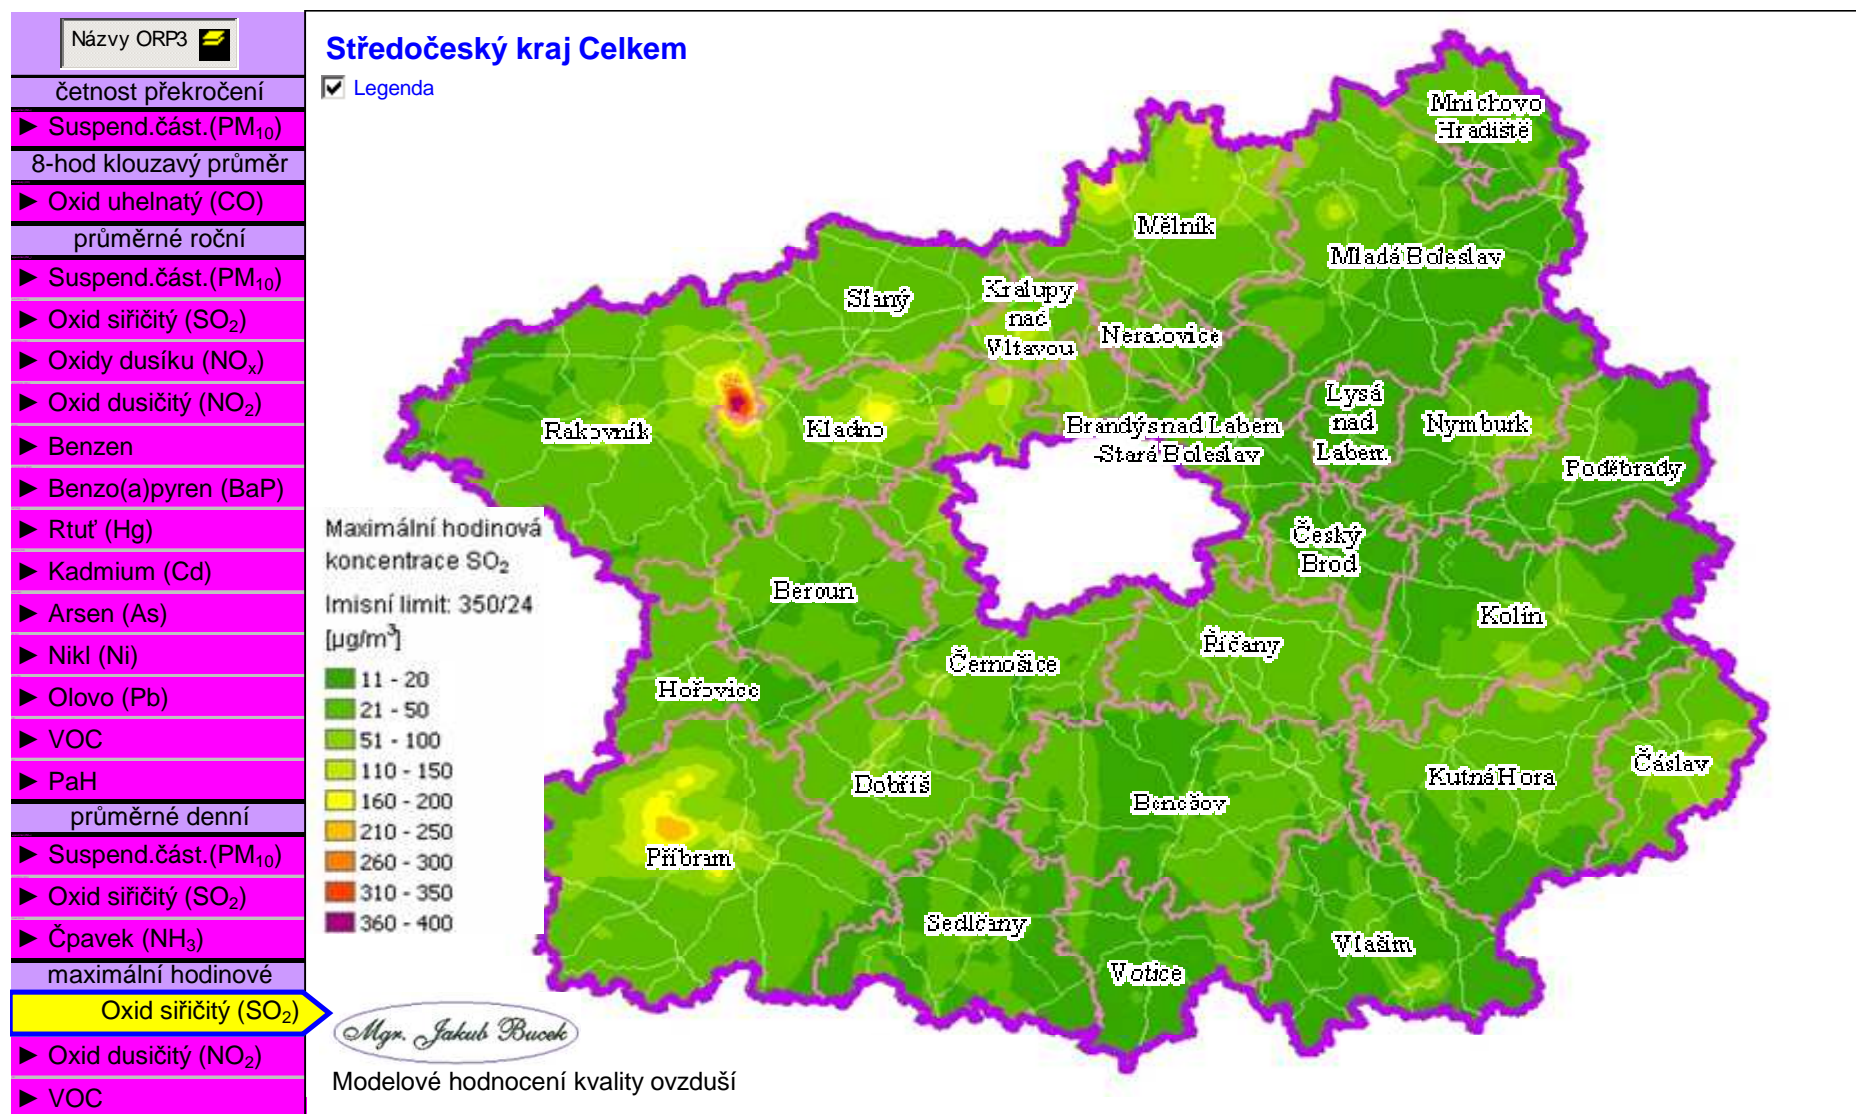 Názvy ORP3
četnost překročení
► Suspend.část.(PM₁₀)
8-hod klouzavý průměr
► Oxid uhelnatý (CO)
průměrné roční
► Suspend.část.(PM₁₀)
► Oxid siřičitý (SO₂)
► Oxidy dusíku (NOₓ)
► Oxid dusičitý (NO₂)
► Benzen
► Benzo(a)pyren (BaP)
► Rtuť (Hg)
► Kadmium (Cd)
► Arsen (As)
► Nikl (Ni)
► Olovo (Pb)
► VOC
► PaH
průměrné denní
► Suspend.část.(PM₁₀)
► Oxid siřičitý (SO₂)
► Čpavek (NH₃)
maximální hodinové
Oxid siřičitý (SO₂)
► Oxid dusičitý (NO₂)
► VOC
Středočeský kraj Celkem
Legenda
Mnichovo
Hradiště
Mělník
Mladá Boleslav
Slaný
Kralupy
nad
Vltavou
Neratovice
Rakovník
Kladno
Brandýs nad Labem
-Stará Boleslav
Lysá
nad
Labem
Nymburk
Poděbrady
Český
Brod
Beroun
Kolín
Hořovice
Černošice
Říčany
Dobříš
Benešov
Kutná Hora
Čáslav
Příbram
Sedlčany
Votice
Vlašim
Maximální hodinová
koncentrace SO₂
Imisní limit: 350/24
[µg/m³]
11 - 20
21 - 50
51 - 100
110 - 150
160 - 200
210 - 250
260 - 300
310 - 350
360 - 400
Mgr. Jakub Bucek
Modelové hodnocení kvality ovzduší